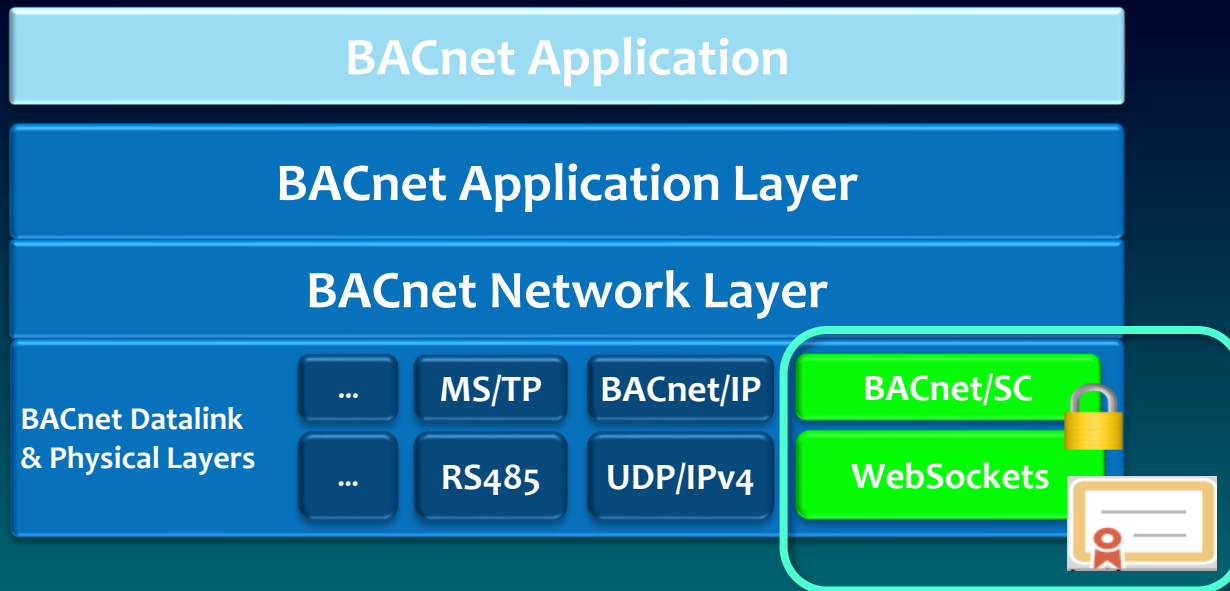 BACnet Application
BACnet Application Layer
BACnet Network Layer
BACnet Datalink
& Physical Layers
...
MS/TP
BACnet/IP
BACnet/SC
...
RS485
UDP/IPv4
WebSockets